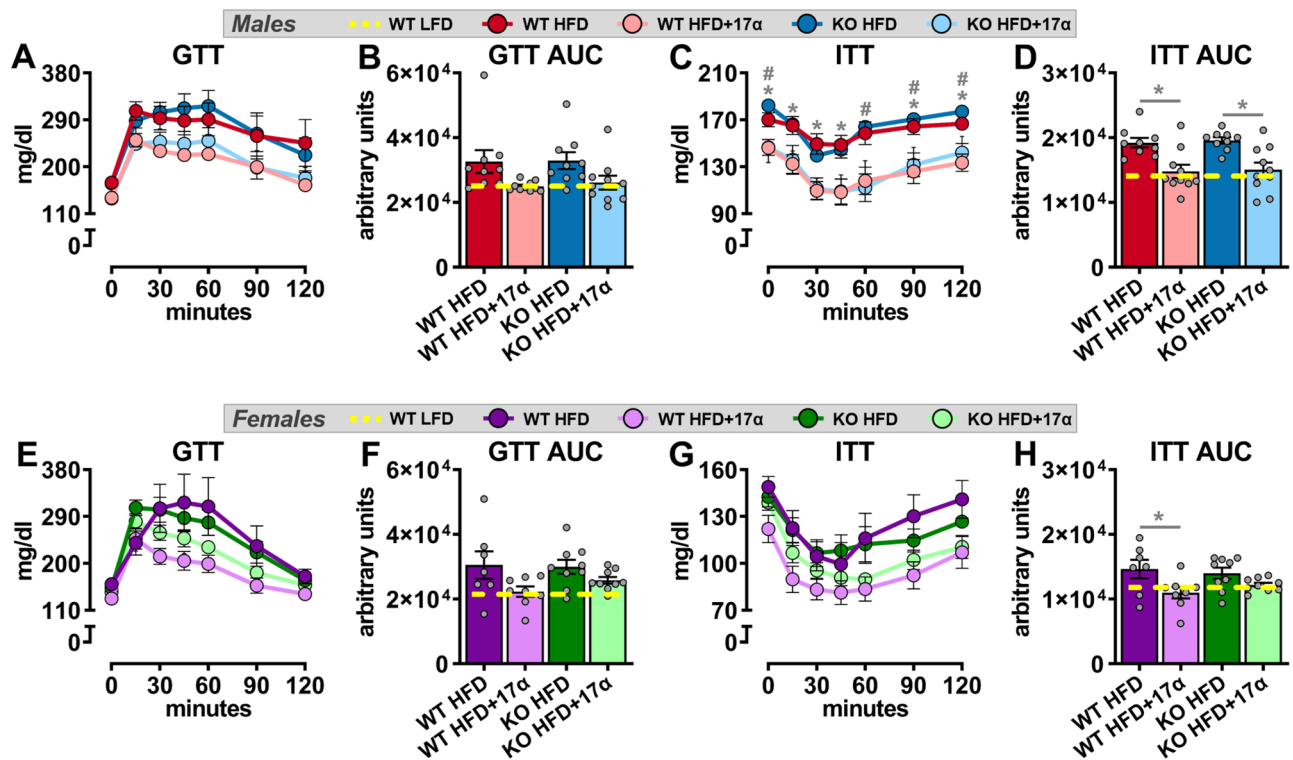 Males WT LFD WT HFD WT HFD+17α KO HFD KO HFD+17α
A GTT
mg/dl
380
290
200
110
0
0 30 60 90 120
minutes
B GTT AUC
arbitrary units
6×10⁴
4×10⁴
2×10⁴
0
WT HFD
WT HFD+17α
KO HFD
KO HFD+17α
C ITT
mg/dl
210
170
130
90
0
# # #
* * * * # * *
0 30 60 90 120
minutes
D ITT AUC
arbitrary units
3×10⁴
2×10⁴
1×10⁴
0
* *
WT HFD
WT HFD+17α
KO HFD
KO HFD+17α
Females WT LFD WT HFD WT HFD+17α KO HFD KO HFD+17α
E GTT
mg/dl
380
290
200
110
0
0 30 60 90 120
minutes
F GTT AUC
arbitrary units
6×10⁴
4×10⁴
2×10⁴
0
WT HFD
WT HFD+17α
KO HFD
KO HFD+17α
G ITT
mg/dl
160
130
100
70
0
0 30 60 90 120
minutes
H ITT AUC
arbitrary units
3×10⁴
2×10⁴
1×10⁴
0
*
WT HFD
WT HFD+17α
KO HFD
KO HFD+17α